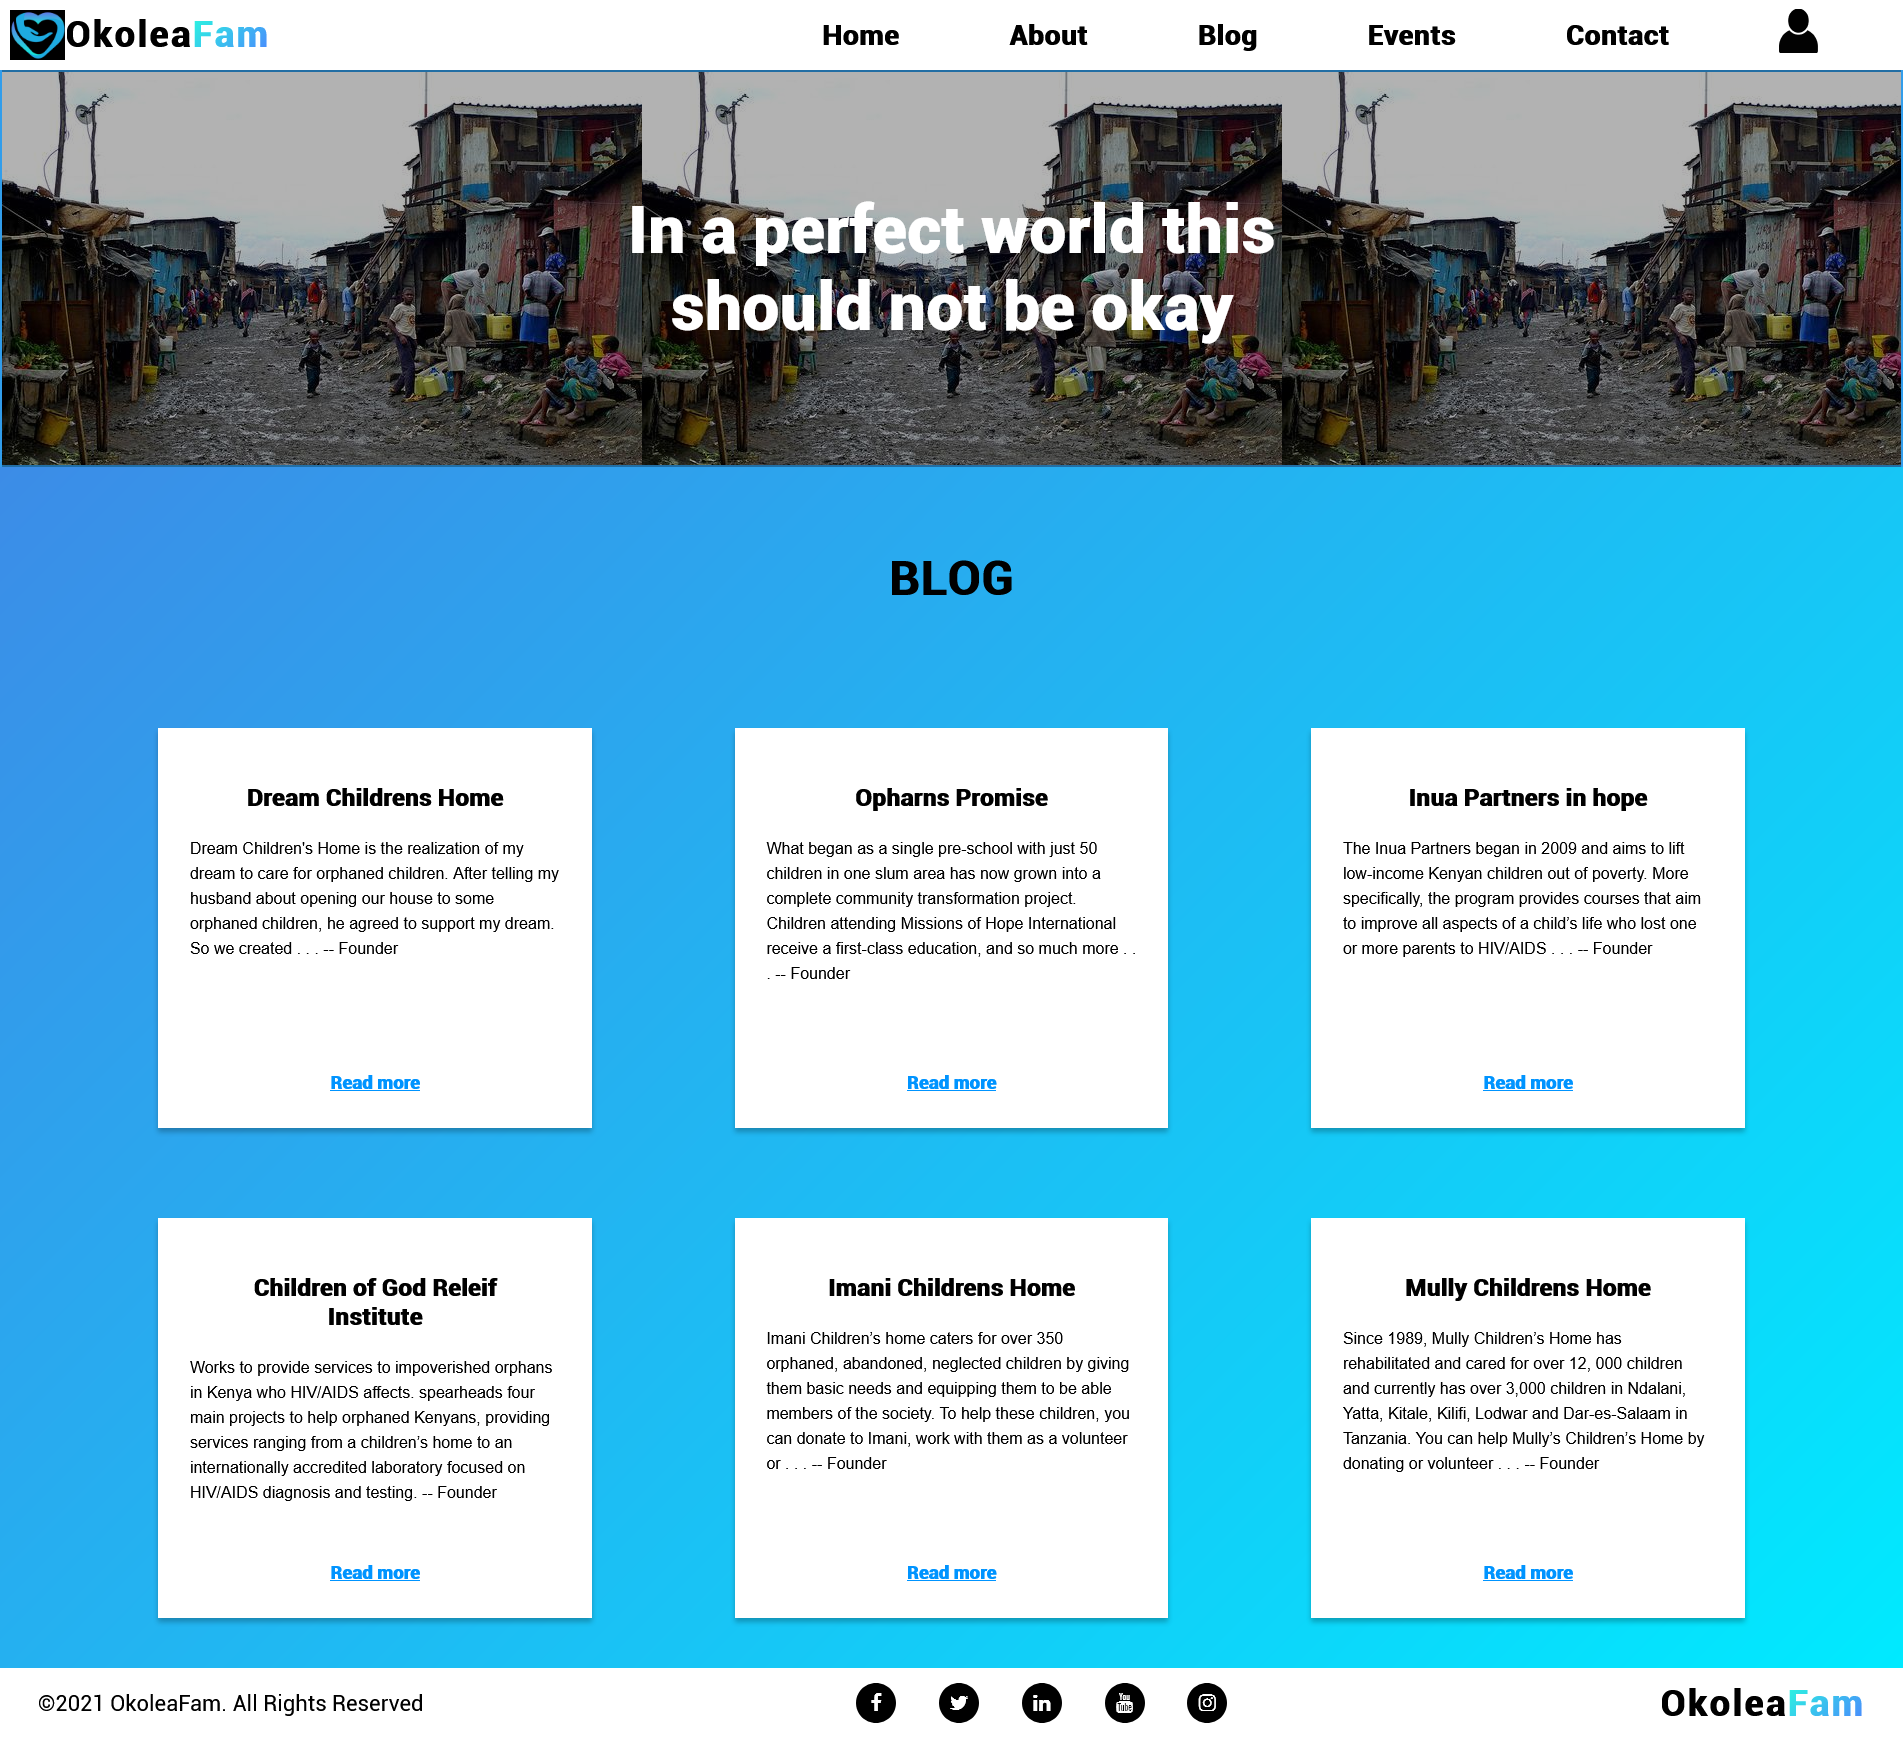 OkoleaFam
Home
About
Blog
Events
Contact
In a perfect world this
should not be okay
BLOG
Dream Childrens Home
Dream Children's Home is the realization of my
dream to care for orphaned children. After telling my
husband about opening our house to some
orphaned children, he agreed to support my dream.
So we created . . . -- Founder
Read more
Opharns Promise
What began as a single pre-school with just 50
children in one slum area has now grown into a
complete community transformation project.
Children attending Missions of Hope International
receive a first-class education, and so much more . .
. -- Founder
Read more
Inua Partners in hope
The Inua Partners began in 2009 and aims to lift
low-income Kenyan children out of poverty. More
specifically, the program provides courses that aim
to improve all aspects of a child’s life who lost one
or more parents to HIV/AIDS . . . -- Founder
Read more
Children of God Releif
Institute
Works to provide services to impoverished orphans
in Kenya who HIV/AIDS affects. spearheads four
main projects to help orphaned Kenyans, providing
services ranging from a children’s home to an
internationally accredited laboratory focused on
HIV/AIDS diagnosis and testing. -- Founder
Read more
Imani Childrens Home
Imani Children’s home caters for over 350
orphaned, abandoned, neglected children by giving
them basic needs and equipping them to be able
members of the society. To help these children, you
can donate to Imani, work with them as a volunteer
or . . . -- Founder
Read more
Mully Childrens Home
Since 1989, Mully Children’s Home has
rehabilitated and cared for over 12, 000 children
and currently has over 3,000 children in Ndalani,
Yatta, Kitale, Kilifi, Lodwar and Dar-es-Salaam in
Tanzania. You can help Mully’s Children’s Home by
donating or volunteer . . . -- Founder
Read more
©2021 OkoleaFam. All Rights Reserved
You
Tube
OkoleaFam